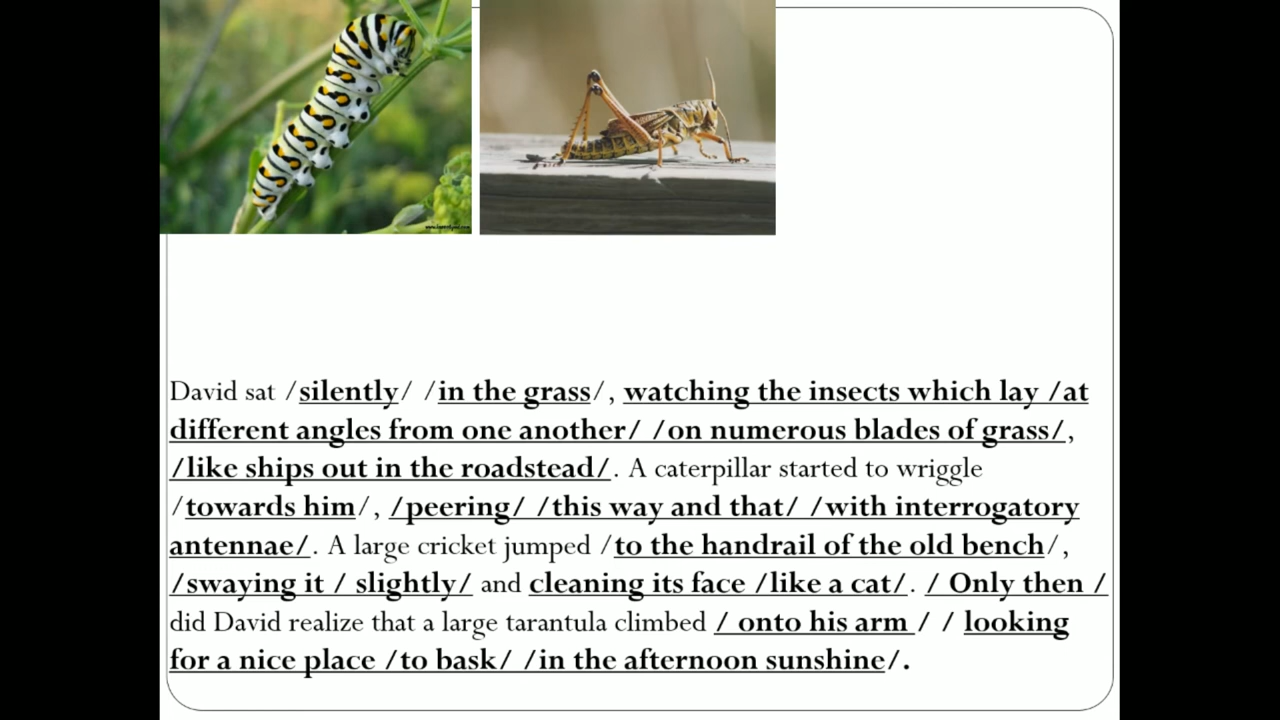 David sat /silently/ /in the grass/, watching the insects which lay /at
different angles from one another/ /on numerous blades of grass/,
/like ships out in the roadstead/. A caterpillar started to wriggle
/towards him/, /peering/ /this way and that/ /with interrogatory
antennae/. A large cricket jumped /to the handrail of the old bench/,
/swaying it / slightly/ and cleaning its face /like a cat/. / Only then /
did David realize that a large tarantula climbed / onto his arm / / looking
for a nice place /to bask/ /in the afternoon sunshine/.